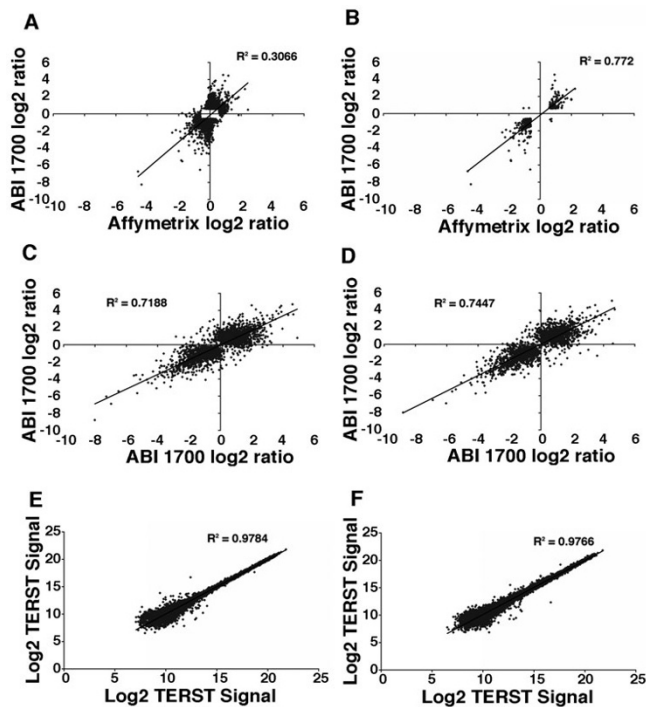 A
R² = 0.3066
ABI 1700 log2 ratio
6
4
2
0
-2
-4
-6
-8
-10
-10 -8 -6 -4 -2 0 2 4 6
Affymetrix log2 ratio
B
R² = 0.772
ABI 1700 log2 ratio
6
4
2
0
-2
-4
-6
-8
-10
-10 -8 -6 -4 -2 0 2 4 6
Affymetrix log2 ratio
C
R² = 0.7188
ABI 1700 log2 ratio
6
4
2
0
-2
-4
-6
-8
-10
-10 -8 -6 -4 -2 0 2 4 6
ABI 1700 log2 ratio
D
R² = 0.7447
ABI 1700 log2 ratio
6
4
2
0
-2
-4
-6
-8
-10
-10 -8 -6 -4 -2 0 2 4 6
ABI 1700 log2 ratio
E
R² = 0.9784
Log2 TERST Signal
25
20
15
10
5
0
0 5 10 15 20 25
Log2 TERST Signal
F
R² = 0.9766
Log2 TERST Signal
25
20
15
10
5
0
0 5 10 15 20 25
Log2 TERST Signal